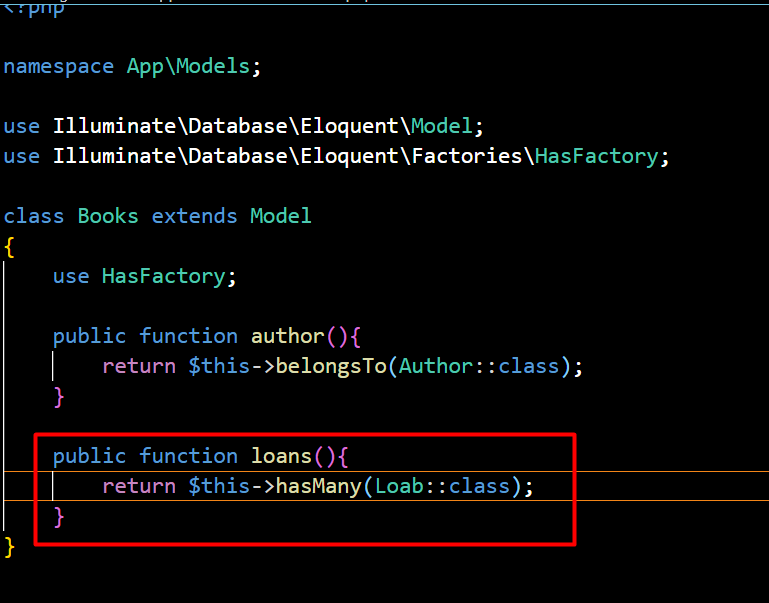 <?php
namespace App\Models;
use Illuminate\Database\Eloquent\Model;
use Illuminate\Database\Eloquent\Factories\HasFactory;
class Books extends Model
{
use HasFactory;
public function author(){
return $this->belongsTo(Author::class);
}
public function loans(){
return $this->hasMany(Loab::class);
}
}